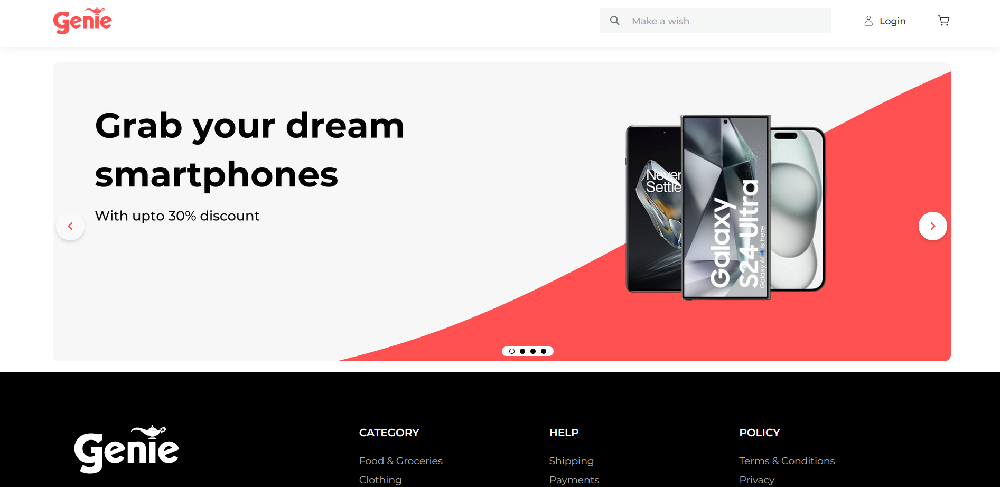 Genie
Make a wish
Login
Grab your dream
smartphones
With upto 30% discount
Never
Settle
Galaxy
S24 Ultra
Galaxy AI is here
Genie
CATEGORY
Food & Groceries
Clothing
HELP
Shipping
Payments
POLICY
Terms & Conditions
Privacy